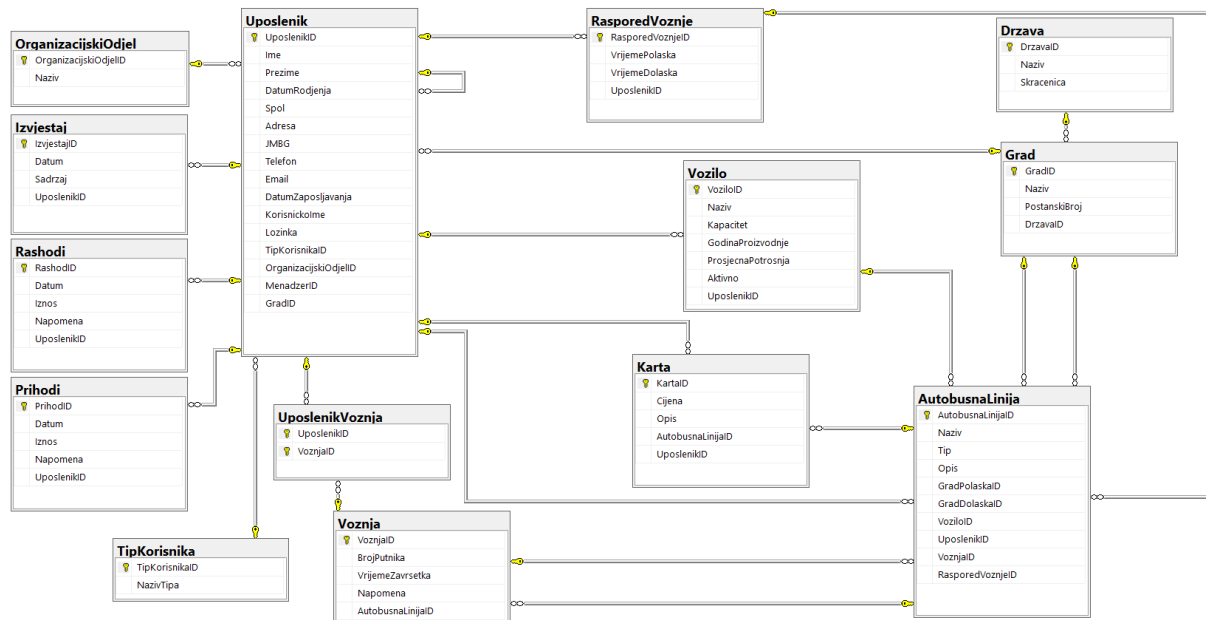 OrganizacijskiOdjel
OrganizacijskiOdjelID
Naziv
Izvjestaj
IzvjestajID
Datum
Sadrzaj
UposlenikID
Rashodi
RashodID
Datum
Iznos
Napomena
UposlenikID
Prihodi
PrihodID
Datum
Iznos
Napomena
UposlenikID
TipKorisnika
TipKorisnikaID
NazivTipa
Uposlenik
UposlenikID
Ime
Prezime
DatumRodjenja
Spol
Adresa
JMBG
Telefon
Email
DatumZaposljavanja
KorisnickoIme
Lozinka
TipKorisnikaID
OrganizacijskiOdjelID
MenadzerID
GradID
UposlenikVoznja
UposlenikID
VoznjaID
Voznja
VoznjaID
BrojPutnika
VrijemeZavrsetka
Napomena
AutobusnaLinijaID
RasporedVoznje
RasporedVoznjeID
VrijemePolaska
VrijemeDolaska
UposlenikID
Vozilo
VoziloID
Naziv
Kapacitet
GodinaProizvodnje
ProsjecnaPotrosnja
Aktivno
UposlenikID
Karta
KartaID
Cijena
Opis
AutobusnaLinijaID
UposlenikID
Drzava
DrzavaID
Naziv
Skracenica
Grad
GradID
Naziv
PostanskiBroj
DrzavaID
AutobusnaLinija
AutobusnaLinijaID
Naziv
Tip
Opis
GradPolaskaID
GradDolaskaID
VoziloID
UposlenikID
VoznjaID
RasporedVoznjeID